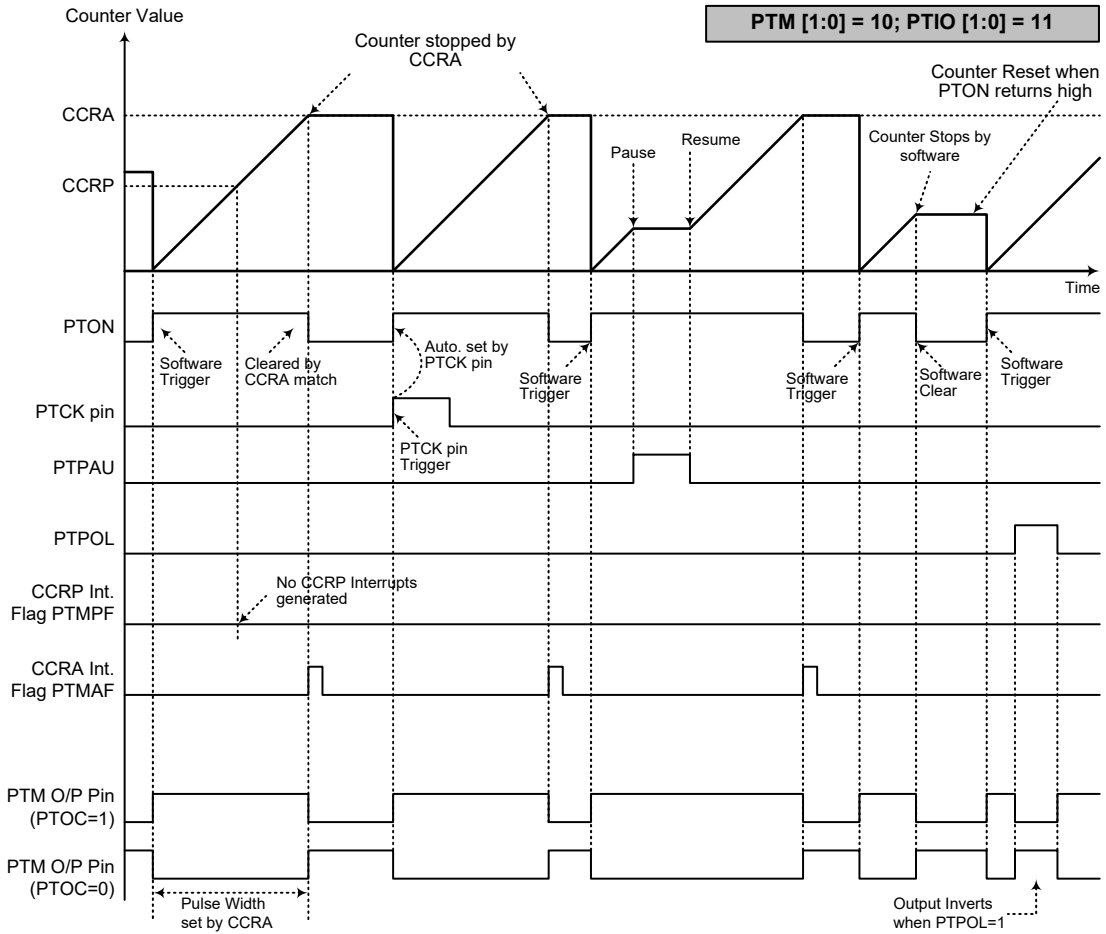 Counter Value
PTM [1:0] = 10; PTIO [1:0] = 11
Counter stopped by
CCRA
Counter Reset when
PTON returns high
CCRA
Pause
Resume
Counter Stops by
software
CCRP
Time
PTON
Software
Trigger
Cleared by
CCRA match
Auto. set by
PTCK pin
Software
Trigger
Software
Trigger
Software
Clear
Software
Trigger
PTCK pin
PTCK pin
Trigger
PTPAU
PTPOL
No CCRP Interrupts
generated
CCRP Int.
Flag PTMPF
CCRA Int.
Flag PTMAF
PTM O/P Pin
(PTOC=1)
PTM O/P Pin
(PTOC=0)
Pulse Width
set by CCRA
Output Inverts
when PTPOL=1